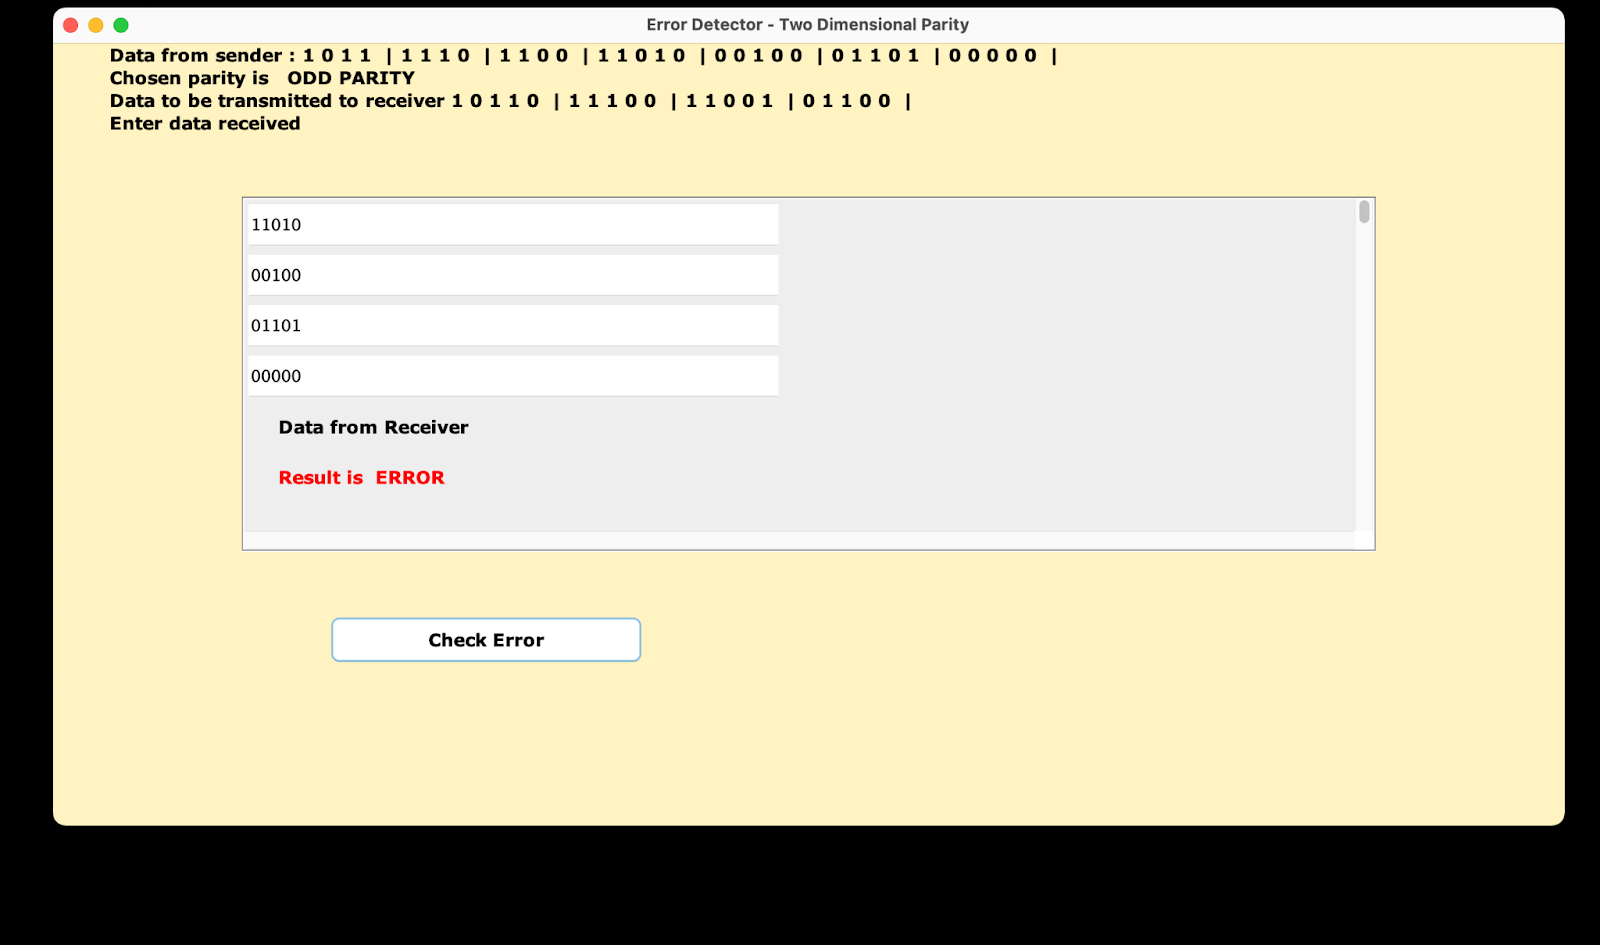 Error Detector - Two Dimensional Parity
Data from sender : 1 0 1 1 | 1 1 1 0 | 1 1 0 0 | 1 1 0 1 0 | 0 0 1 0 0 | 0 1 1 0 1 | 0 0 0 0 0 |
Chosen parity is ODD PARITY
Data to be transmitted to receiver 1 0 1 1 0 | 1 1 1 0 0 | 1 1 0 0 1 | 0 1 1 0 0 |
Enter data received
11010
00100
01101
00000
Data from Receiver
Result is ERROR
Check Error